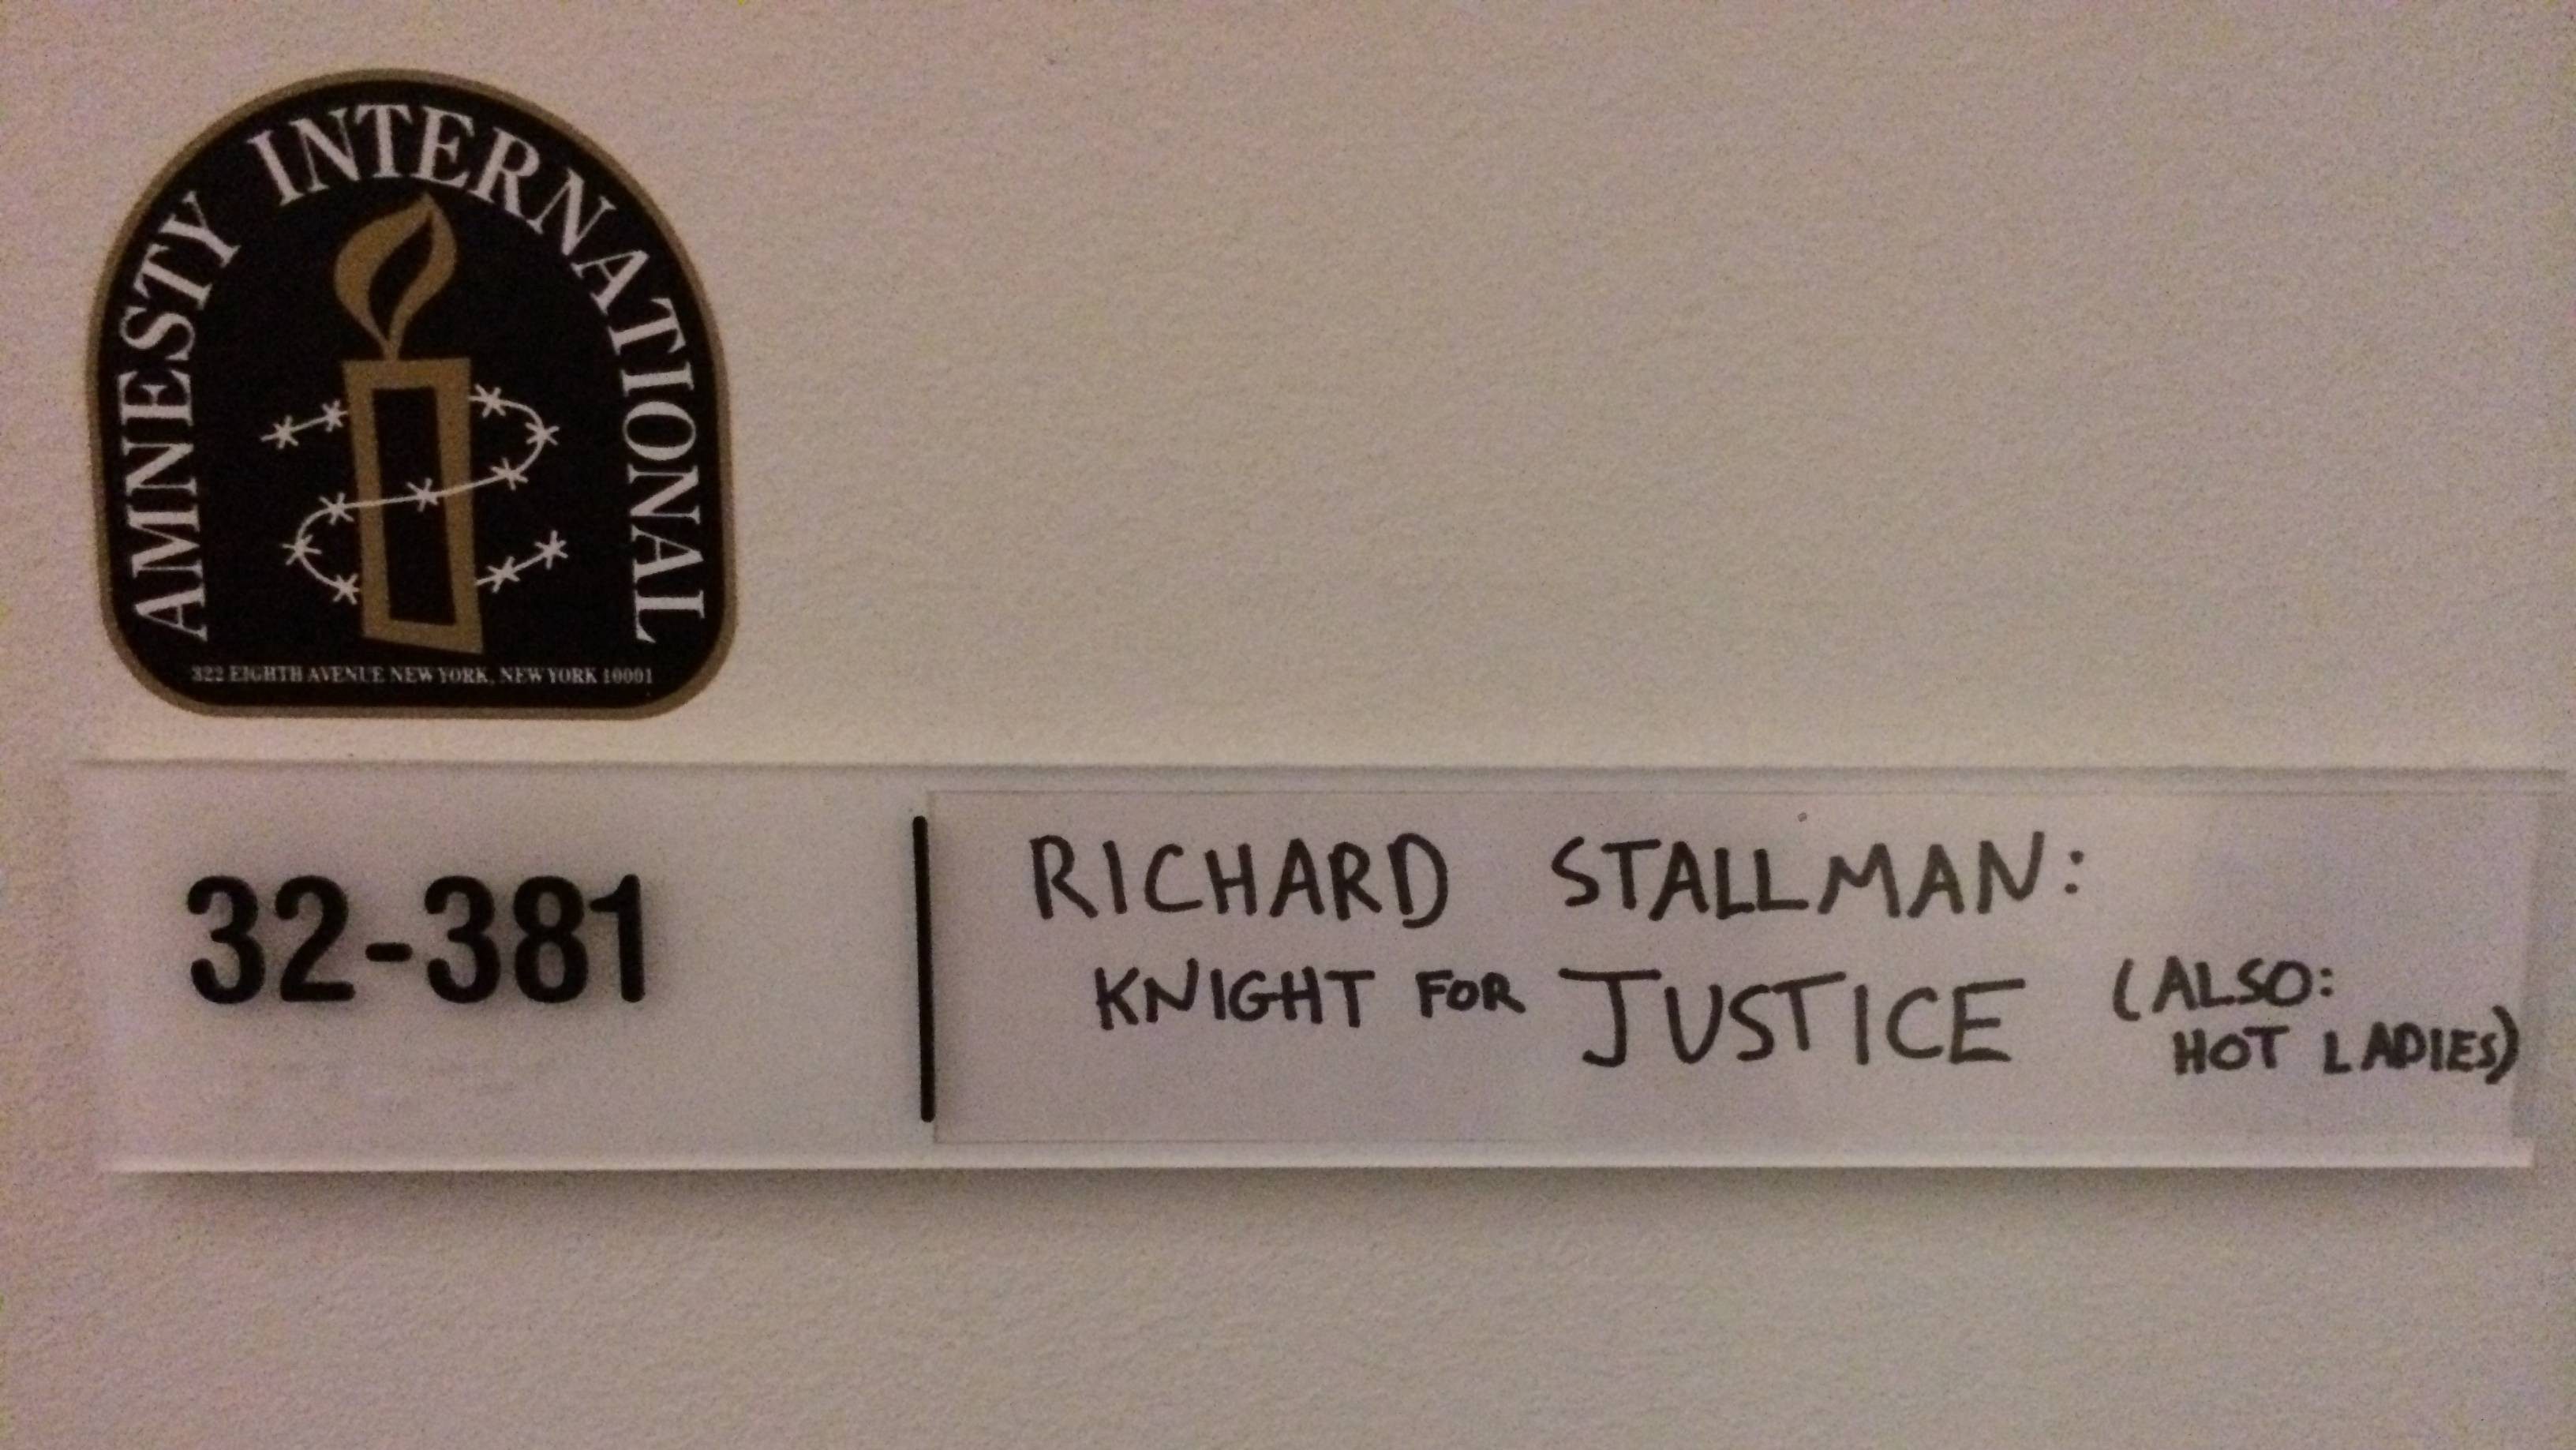 AMNESTY INTERNATIONAL
322 EIGHTH AVENUE NEW YORK, NEW YORK 10001
32-381
RICHARD STALLMAN:
KNIGHT FOR JUSTICE (ALSO:
HOT LADIES)